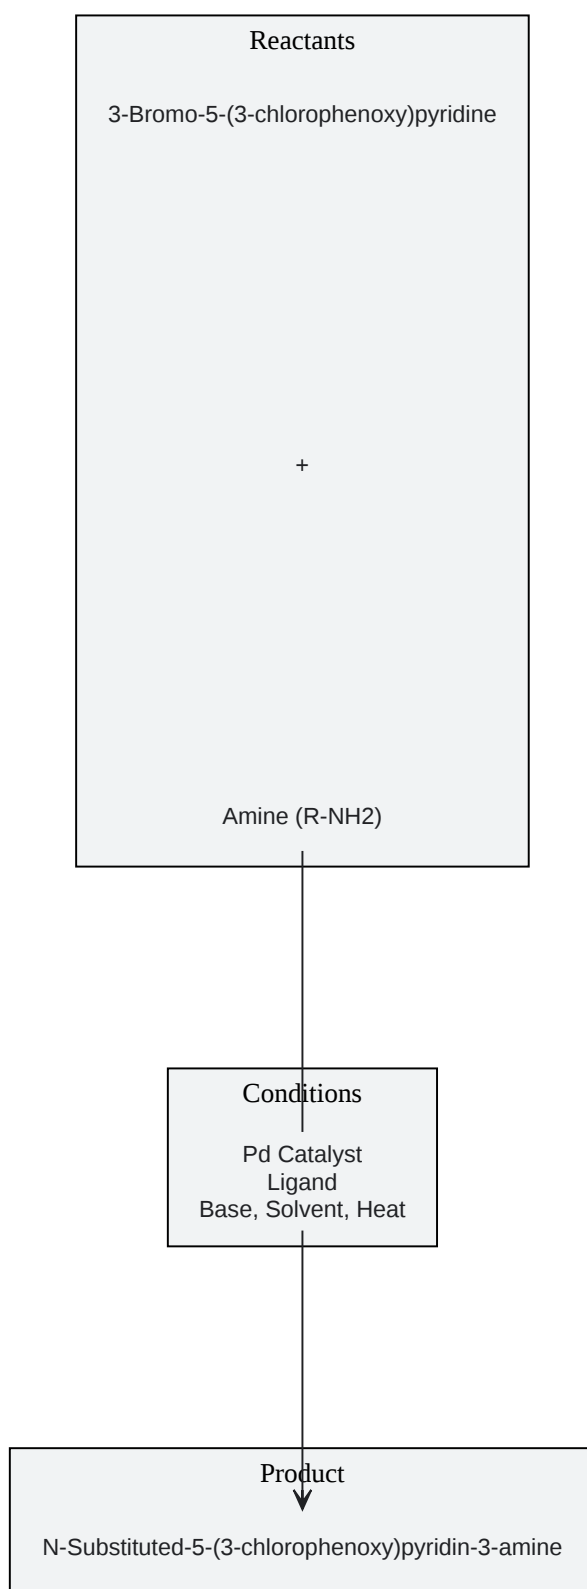 Reactants
3-Bromo-5-(3-chlorophenoxy)pyridine
+
Amine (R-NH2)
Conditions
Pd Catalyst
Ligand
Base, Solvent, Heat
Product
N-Substituted-5-(3-chlorophenoxy)pyridin-3-amine